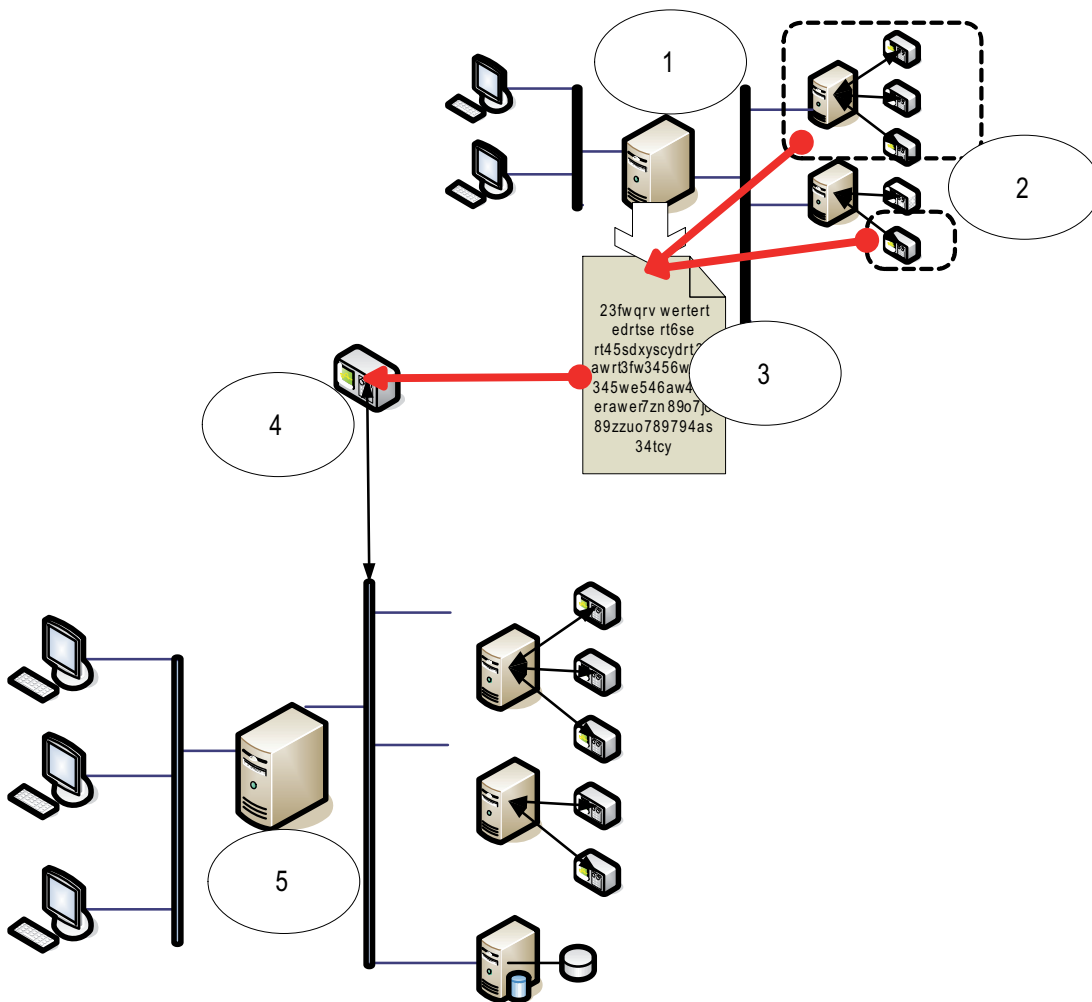 1
2
23fwqrv wertert
edrtse rt6se
rt45sdxyscydrt
awrt3fw3456w
345we546aw4
erawer7zn89o7j
89zzuo789794as
34tcy
3
4
5